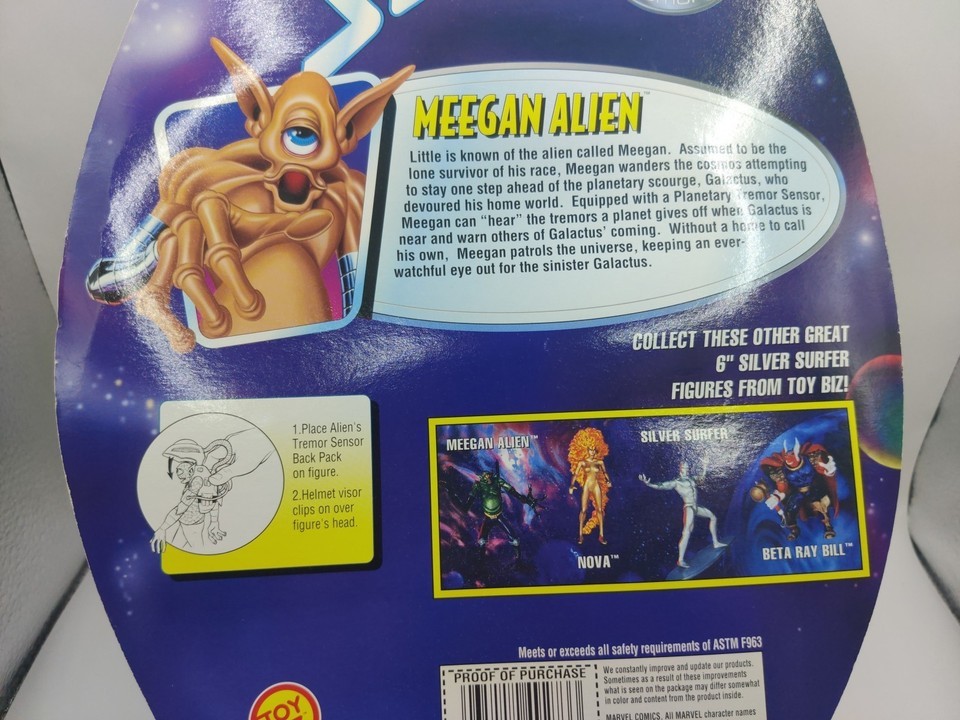 MEEGAN ALIEN™
Little is known of the alien called Meegan. Assumed to be the
lone survivor of his race, Meegan wanders the cosmos attempting
to stay one step ahead of the planetary scourge, Galactus, who
devoured his home world. Equipped with a Planetary Tremor Sensor,
Meegan can “hear” the tremors a planet gives off when Galactus is
near and warn others of Galactus’ coming. Without a home to call
his own, Meegan patrols the universe, keeping an ever-
watchful eye out for the sinister Galactus.
COLLECT THESE OTHER GREAT
6" SILVER SURFER
FIGURES FROM TOY BIZ!
1.Place Alien's
Tremor Sensor
Back Pack
on figure.
2.Helmet visor
clips on over
figure's head.
MEEGAN ALIEN™
NOVA™
SILVER SURFER™
BETA RAY BILL™
Meets or exceeds all safety requirements of ASTM F963
PROOF OF PURCHASE
We constantly improve and update our products.
Sometimes as a result of these improvements
what is seen on the package may differ somewhat
in color and content from the product inside.
MARVEL COMICS, All MARVEL character names
TOY